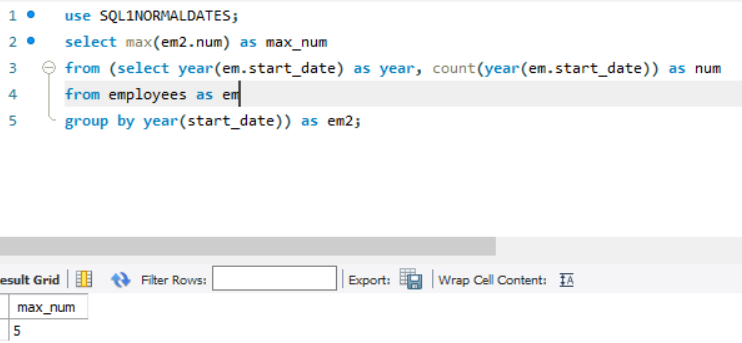 1 use SQL1NORMALDATES;
2 select max(em2.num) as max_num
3 from (select year(em.start_date) as year, count(year(em.start_date)) as num
4 from employees as em
5 group by year(start_date)) as em2;
esult Grid Filter Rows: Export: Wrap Cell Content: IA
max_num
5